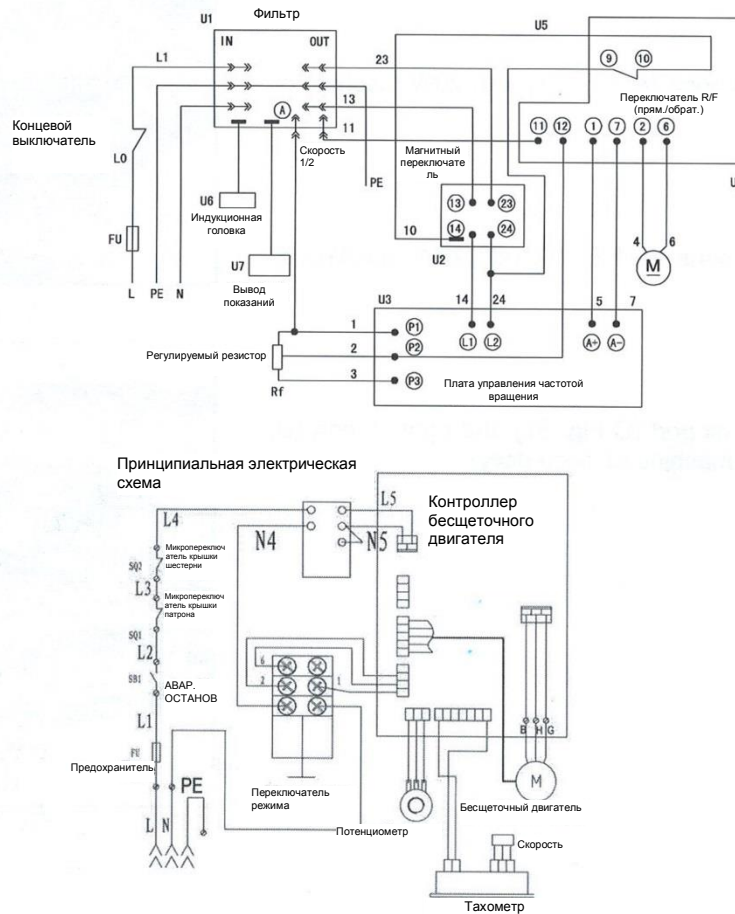 U1
Фильтр
IN
OUT
U5
L1
23
9
10
A
13
Переключатель R/F
(прям./обрат.)
Концевой
выключатель
11
11
12
1
7
2
6
Скорость
1/2
Магнитный
переключате
ль
L0
PE
U6
13
23
Индукционная
головка
10
14
24
4
6
M
FU
U7
U2
L
PE
N
Вывод
показаний
U3
14
24
5
7
1
P1
2
P2
L1
L2
A+
A-
Регулируемый резистор
3
P3
Плата управления частотой
вращения
Rf
Принципиальная электрическая
схема
L5
Контроллер
бесщеточного
двигателя
L4
N4
N5
Микропереключ
атель крышки
шестерни
SQ2
L3
Микропереключ
атель крышки
патрона
SQ1
L2
6
SB1
АВАР.
ОСТАНОВ
2
1
L1
B
H
G
FU
Предохранитель
PE
Переключатель
режима
M
Бесщеточный двигатель
L
N
Потенциометр
Скорость
Тахометр